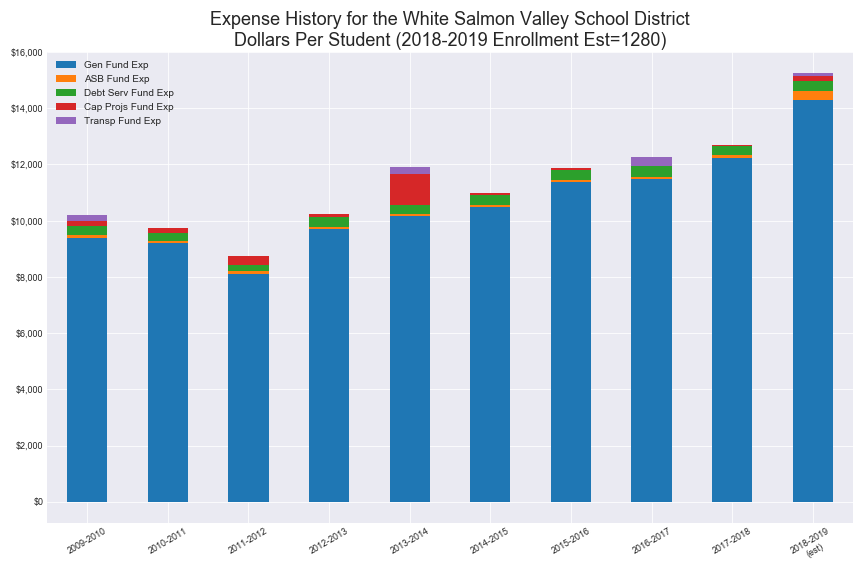 Expense History for the White Salmon Valley School District
Dollars Per Student (2018-2019 Enrollment Est=1280)
$16,000
$14,000
$12,000
$10,000
$8,000
$6,000
$4,000
$2,000
$0
Gen Fund Exp
ASB Fund Exp
Debt Serv Fund Exp
Cap Projs Fund Exp
Transp Fund Exp
2009-2010
2010-2011
2011-2012
2012-2013
2013-2014
2014-2015
2015-2016
2016-2017
2017-2018
2018-2019
(est)